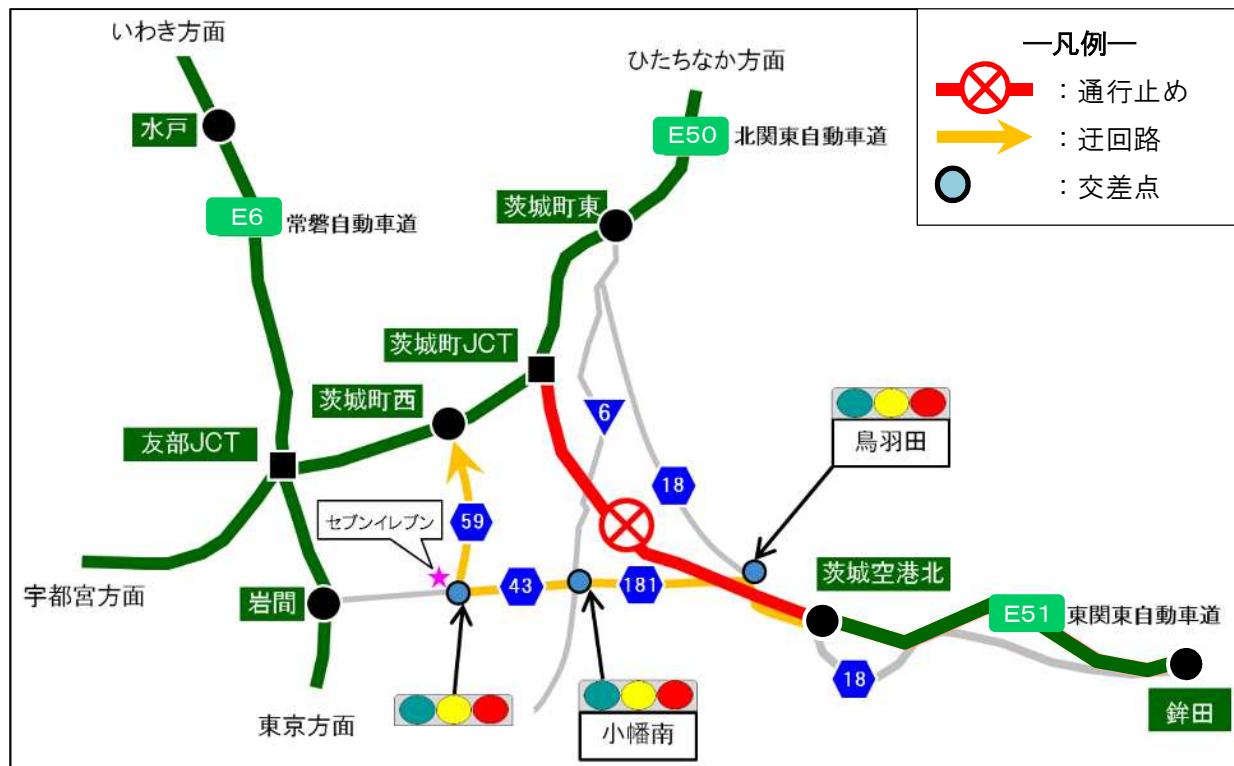 いわき方面
ひたちなか方面
―凡例―
：通行止め
：迂回路
：交差点
水戸
E50
北関東自動車道
茨城町東
E6
常磐自動車道
茨城町JCT
茨城町西
6
鳥羽田
友部JCT
18
セブンイレブン
59
茨城空港北
43
181
宇都宮方面
岩間
E51
東関東自動車道
18
鉾田
小幡南
東京方面